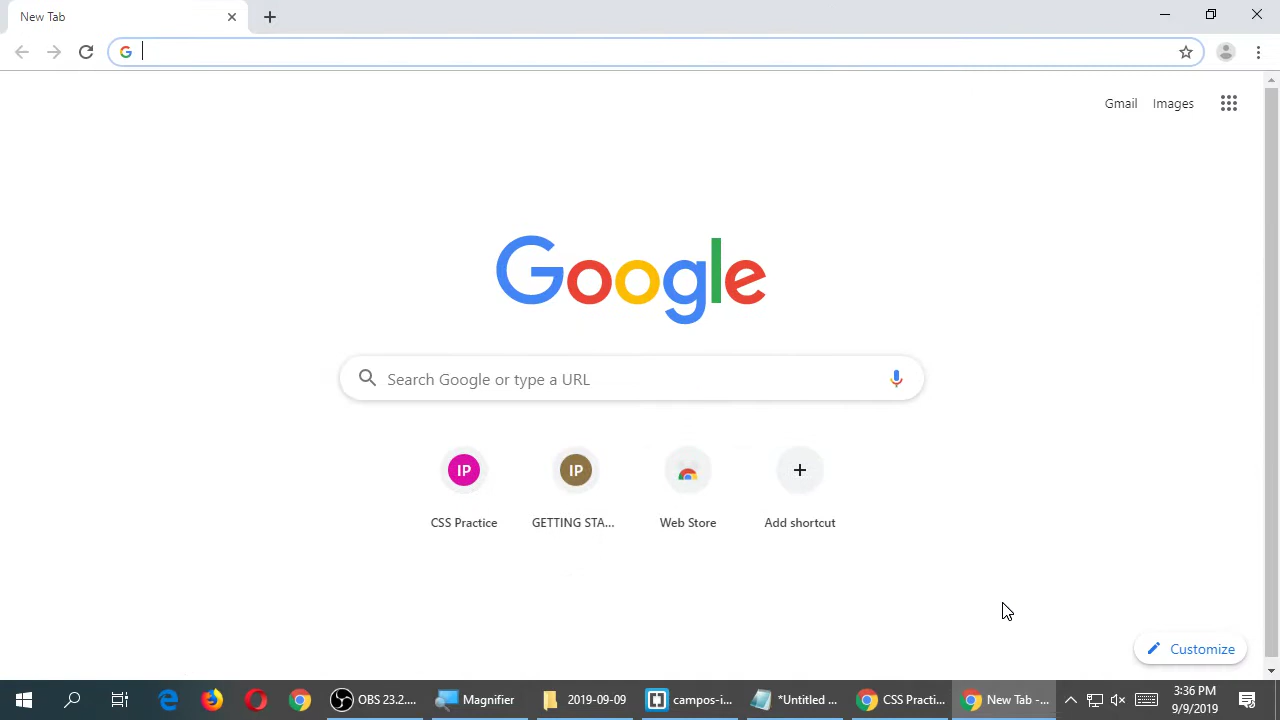 New Tab
Gmail
Images
Google
Search Google or type a URL
IP
IP
CSS Practice
GETTING STA...
Web Store
Add shortcut
Customize
OBS 23.2....
Magnifier
2019-09-09
campos-i...
*Untitled ...
CSS Practi...
New Tab -...
3:36 PM
9/9/2019